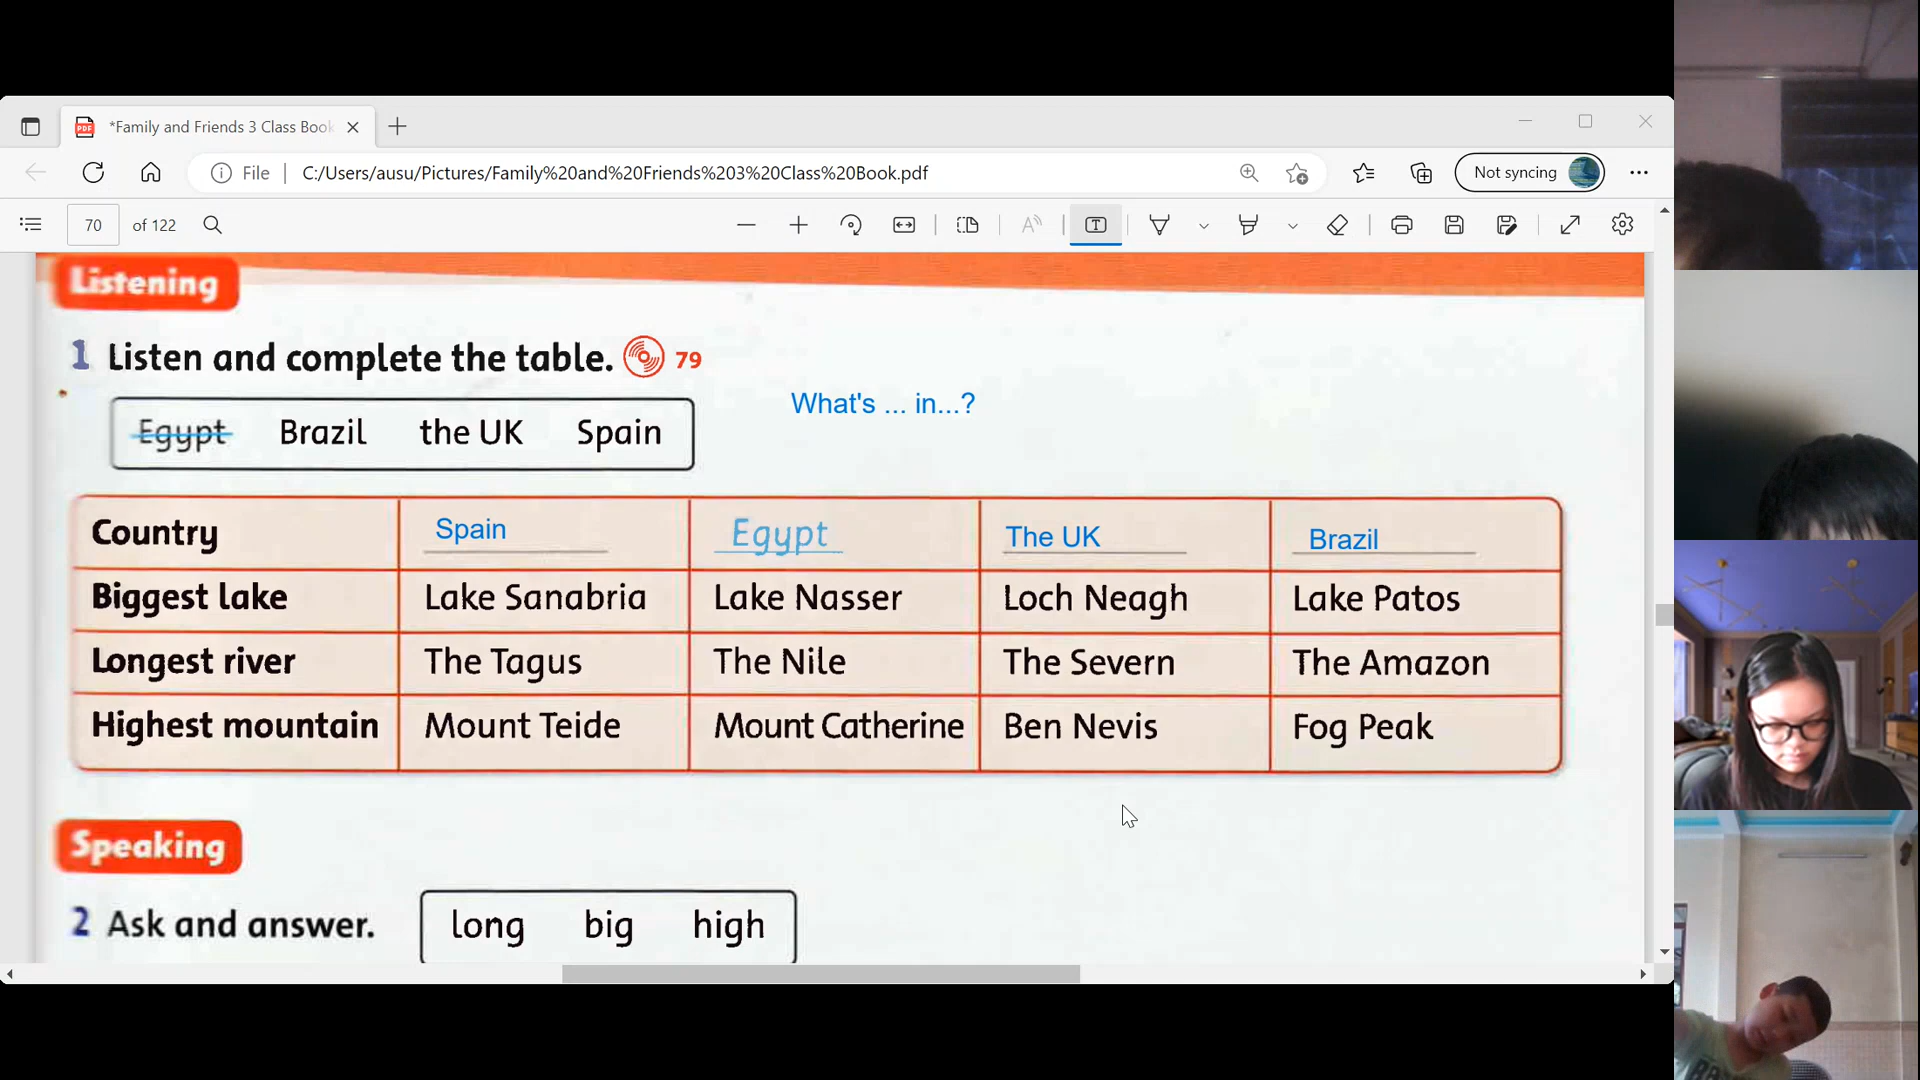 *Family and Friends 3 Class Book
File C:/Users/ausu/Pictures/Family%20and%20Friends%203%20Class%20Book.pdf Not syncing
70 of 122
Listening
1 Listen and complete the table. 79
What's ... in...?
Egypt Brazil the UK Spain
Country Spain Egypt The UK Brazil
Biggest lake Lake Sanabria Lake Nasser Loch Neagh Lake Patos
Longest river The Tagus The Nile The Severn The Amazon
Highest mountain Mount Teide Mount Catherine Ben Nevis Fog Peak
Speaking
2 Ask and answer. long big high